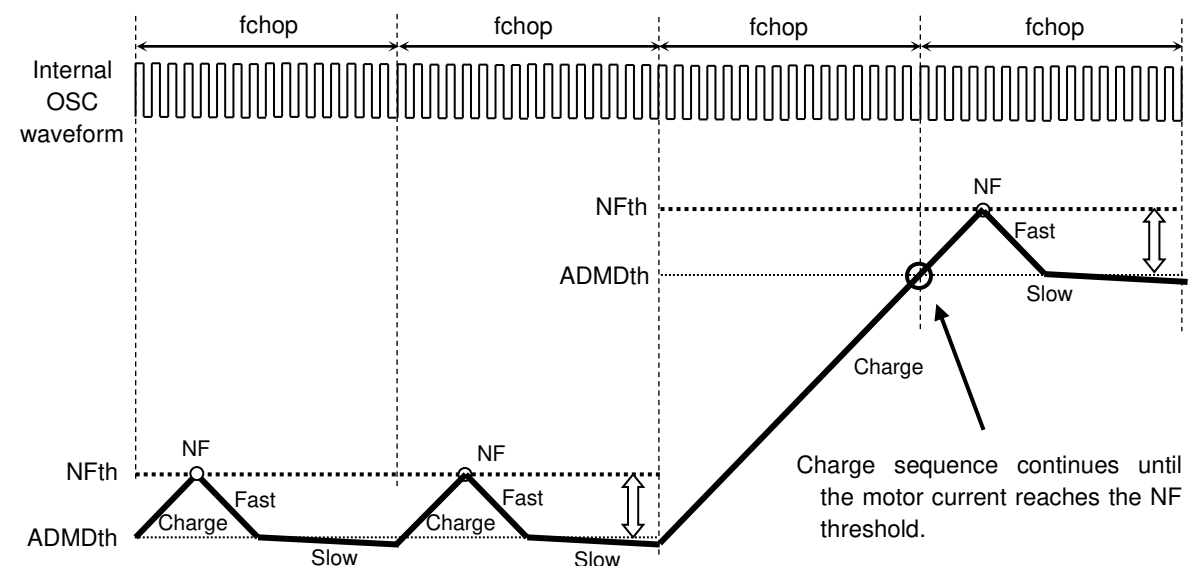 fchop fchop fchop fchop
Internal
OSC
waveform
NF
NFth
Fast
ADMDth
Slow
Charge
NF NF
NFth
Fast Fast
Charge Charge
ADMDth
Slow Slow
Charge sequence continues until
the motor current reaches the NF
threshold.